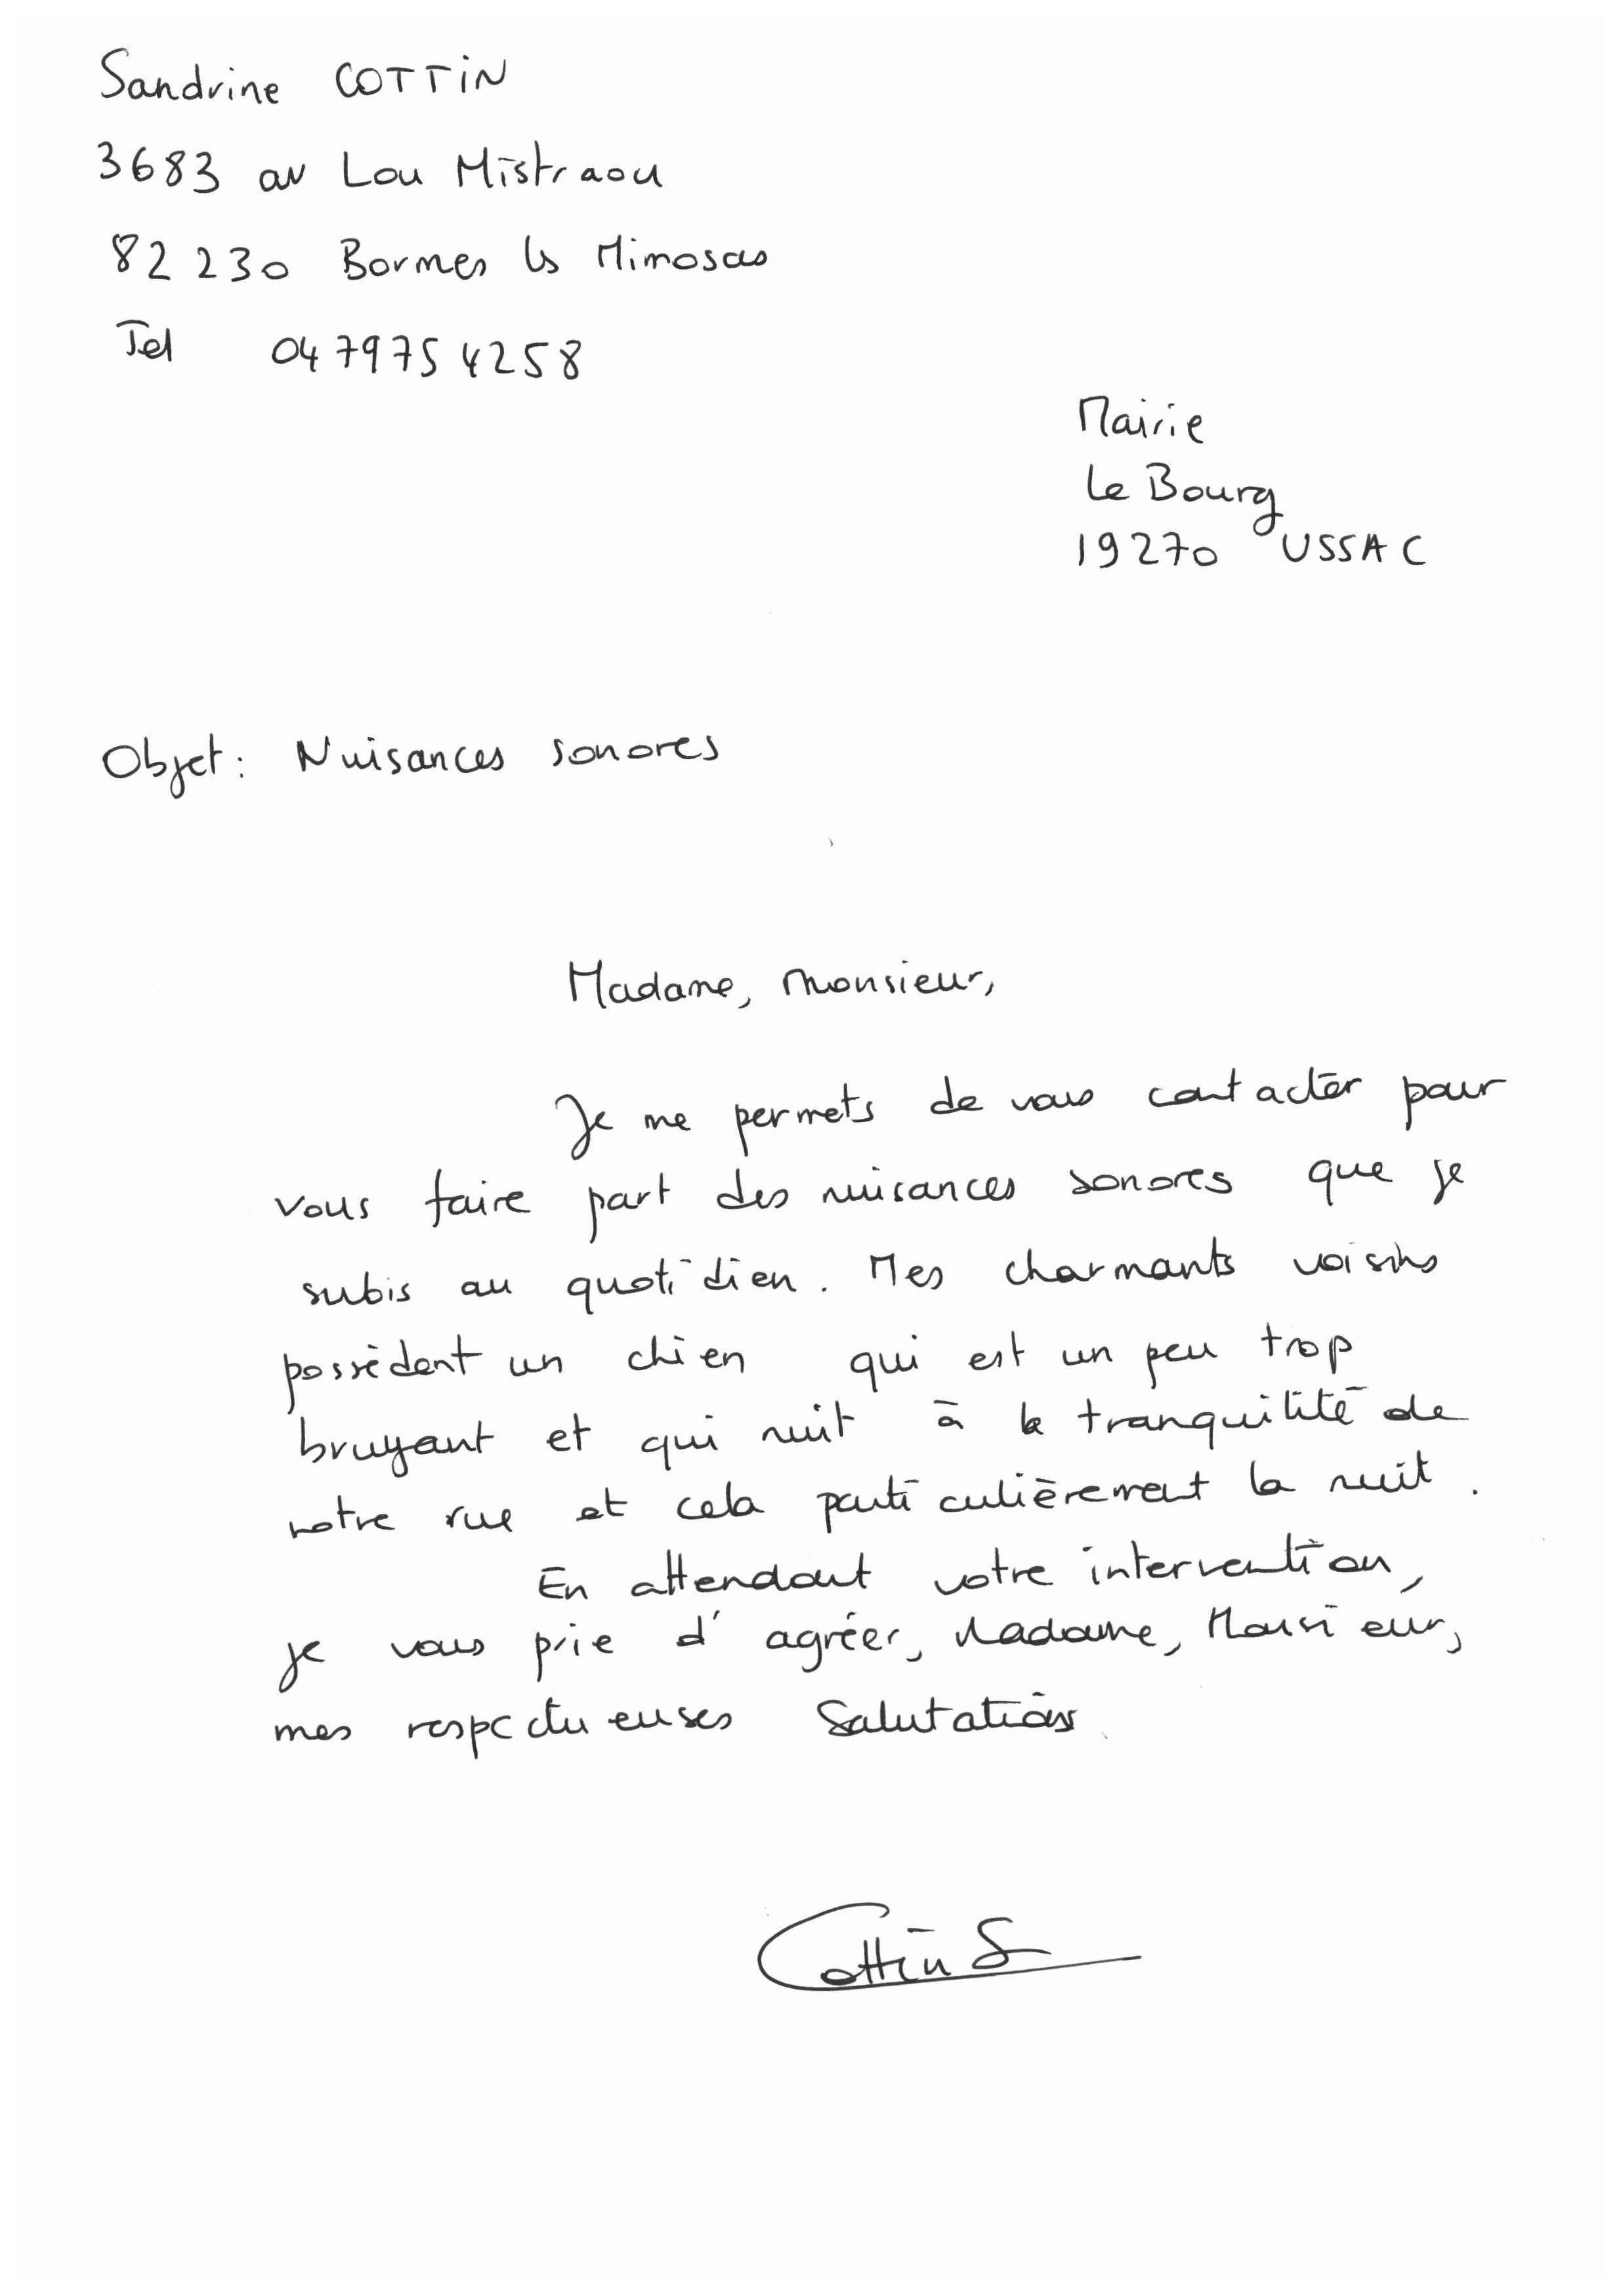 Sandrine COTTIN
3683 av Lou Mistraou
82230 Bormes les Mimosas
Tel 0479754258
Mairie
Le Bourg
19270 USSAC
Objet : Nuisances sonores
Madame, Monsieur,
Je me permets de vous contacter pour
vous faire part des nuisances sonores que je
subis au quotidien. Mes charmants voisins
possèdent un chien qui est un peu trop
bruyant et qui nuit à la tranquilité de
notre rue et cela particulièrement la nuit.
En attendant votre intervention,
je vous prie d'agréer, Madame, Monsieur,
mes respectueuses salutations.
Cottin S